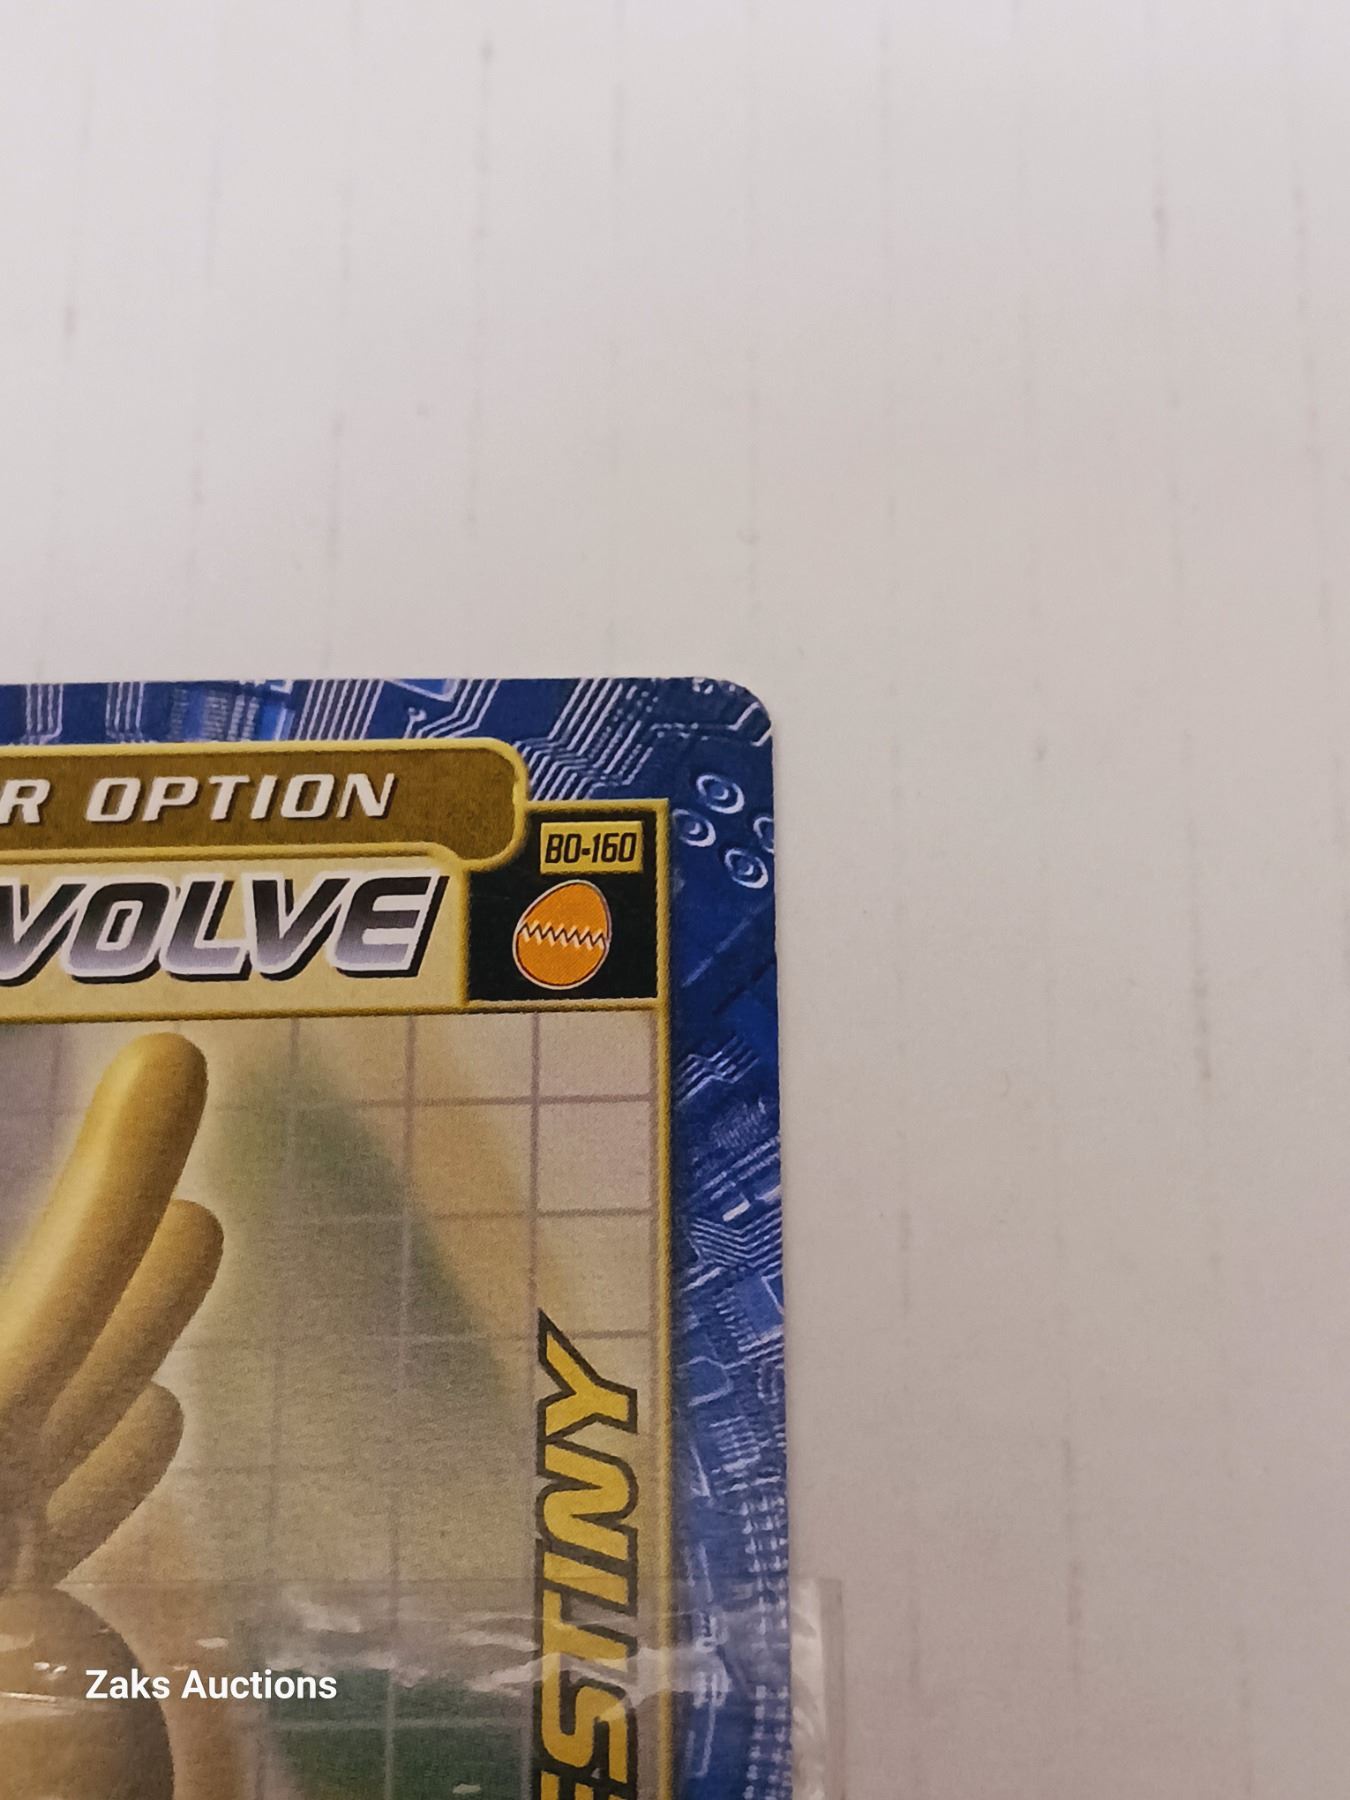 R OPTION
BO-160
VOLVE
ESTINY
Zaks Auctions